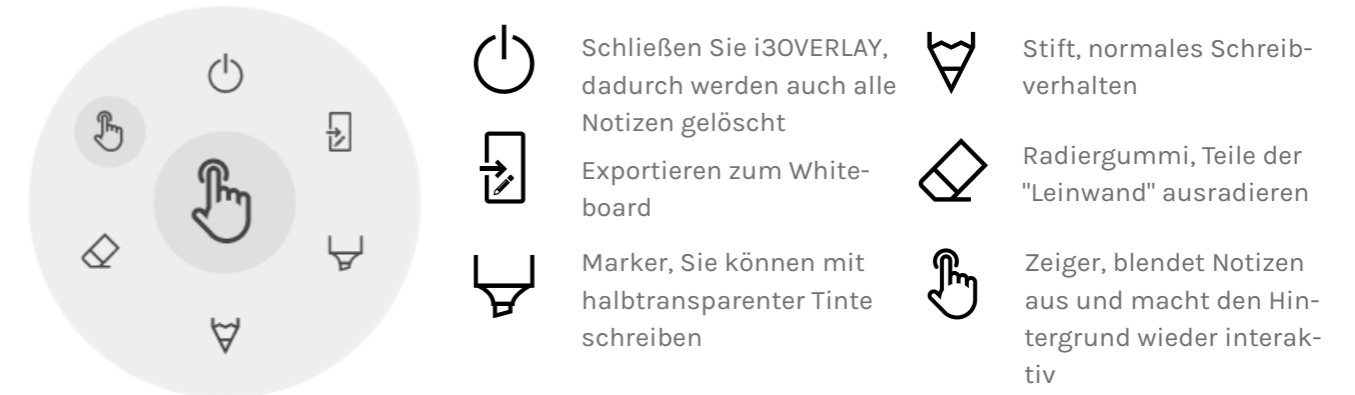 Schließen Sie i3OVERLAY,
dadurch werden auch alle
Notizen gelöscht
Exportieren zum White-
board
Marker, Sie können mit
halbtransparenter Tinte
schreiben
Stift, normales Schreib-
verhalten
Radiergummi, Teile der
"Leinwand" ausradieren
Zeiger, blendet Notizen
aus und macht den Hin-
tergrund wieder interak-
tiv